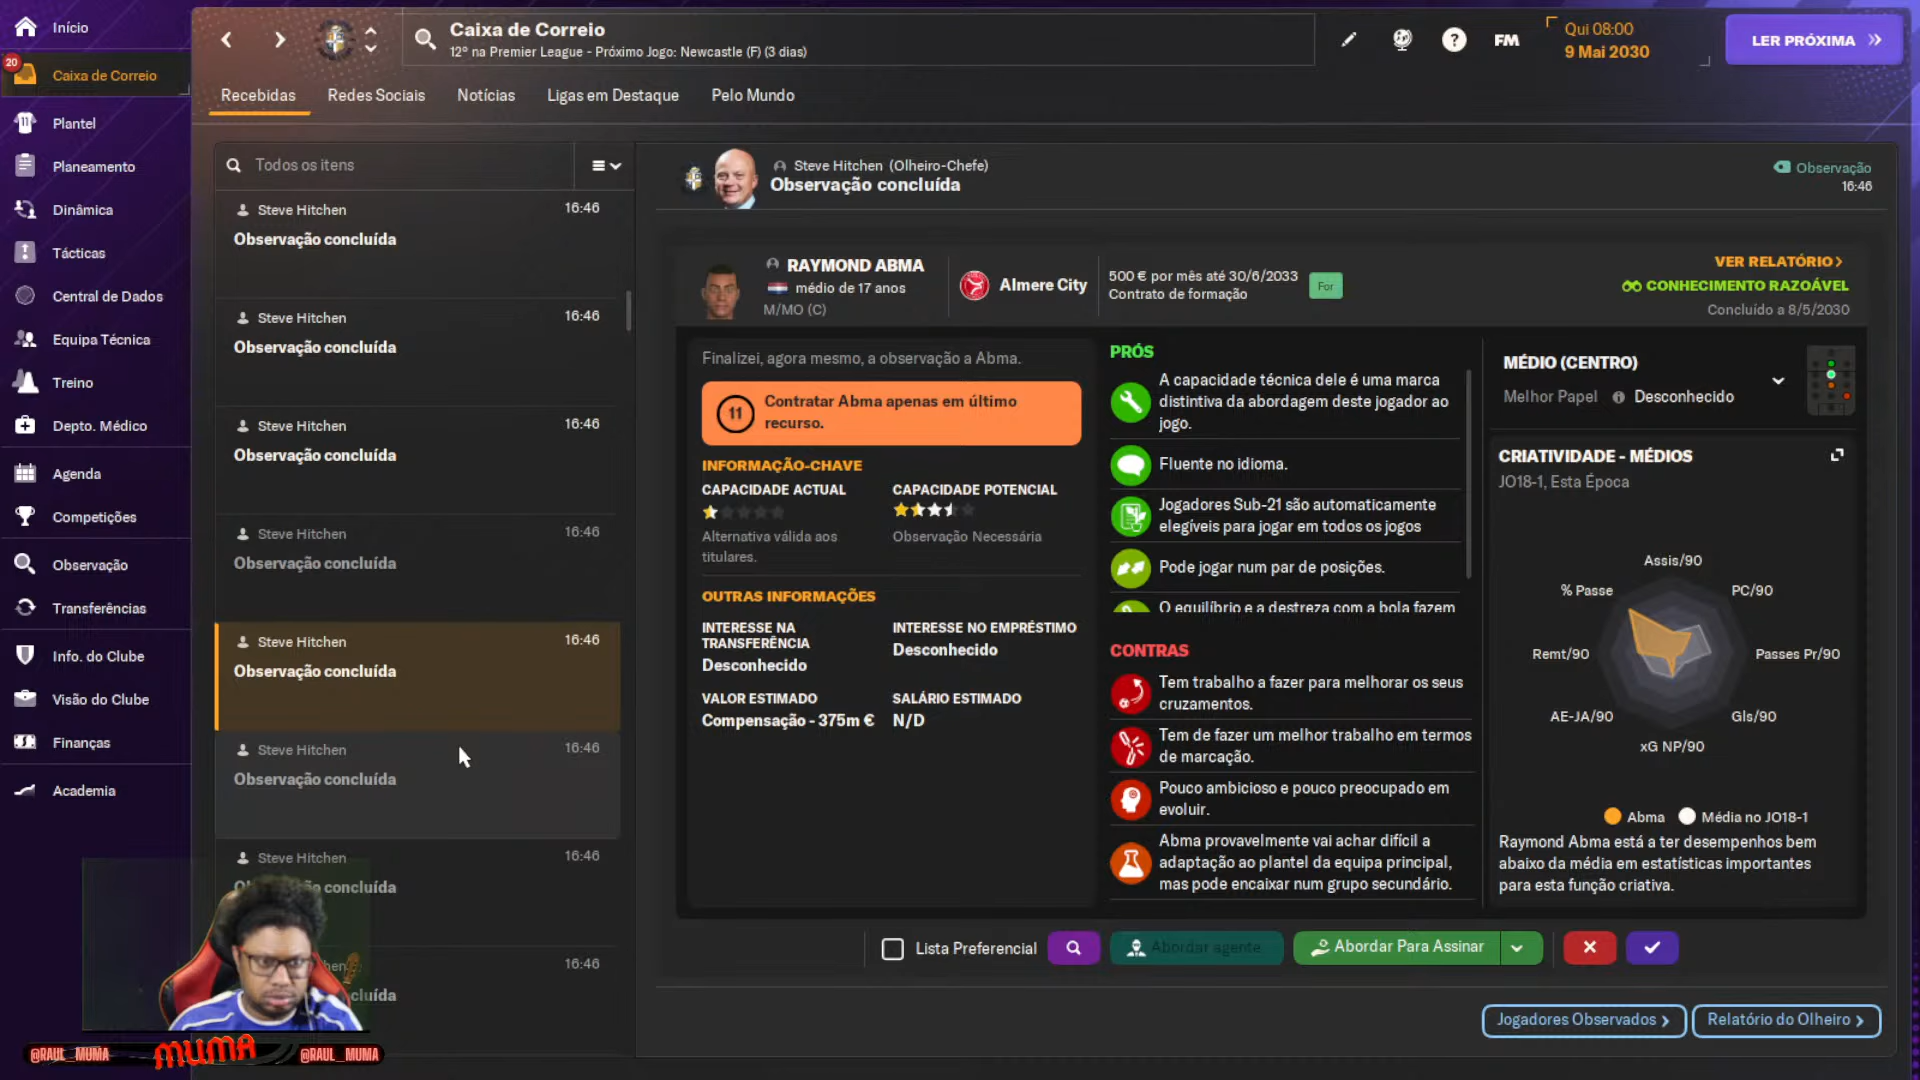 Início
20
Caixa de Correio
Plantel
Planeamento
Dinâmica
Tácticas
Central de Dados
Equipa Técnica
Treino
Depto. Médico
Agenda
Competições
Observação
Transferências
Info. do Clube
Visão do Clube
Finanças
Academia
Caixa de Correio
12º na Premier League - Próximo Jogo: Newcastle (F) (3 dias)
FM
Qui 08:00
9 Mai 2030
LER PRÓXIMA
Recebidas
Redes Sociais
Notícias
Ligas em Destaque
Pelo Mundo
Todos os itens
Steve Hitchen
16:46
Observação concluída
Steve Hitchen
16:46
Observação concluída
Steve Hitchen
16:46
Observação concluída
Steve Hitchen
16:46
Observação concluída
Steve Hitchen
16:46
Observação concluída
Steve Hitchen
16:46
Observação concluída
Steve Hitchen
16:46
concluída
16:46
cluída
@RAUL_MUMA
MUMA
@RAUL_MUMA
Steve Hitchen (Olheiro-Chefe)
Observação concluída
Observação
16:46
RAYMOND ABMA
médio de 17 anos
M/MO (C)
Almere City
500 € por mês até 30/6/2033
Contrato de formação
For
VER RELATÓRIO
CONHECIMENTO RAZOÁVEL
Concluído a 8/5/2030
Finalizei, agora mesmo, a observação a Abma.
11
Contratar Abma apenas em último
recurso.
INFORMAÇÃO-CHAVE
CAPACIDADE ACTUAL
Alternativa válida aos
titulares.
CAPACIDADE POTENCIAL
Observação Necessária
OUTRAS INFORMAÇÕES
INTERESSE NA
TRANSFERÊNCIA
Desconhecido
INTERESSE NO EMPRÉSTIMO
Desconhecido
VALOR ESTIMADO
Compensação - 375m €
SALÁRIO ESTIMADO
N/D
PRÓS
A capacidade técnica dele é uma marca
distintiva da abordagem deste jogador ao
jogo.
Fluente no idioma.
Jogadores Sub-21 são automaticamente
elegíveis para jogar em todos os jogos
Pode jogar num par de posições.
O equilíbrio e a destreza com a bola fazem
CONTRAS
Tem trabalho a fazer para melhorar os seus
cruzamentos.
Tem de fazer um melhor trabalho em termos
de marcação.
Pouco ambicioso e pouco preocupado em
evoluir.
Abma provavelmente vai achar difícil a
adaptação ao plantel da equipa principal,
mas pode encaixar num grupo secundário.
MÉDIO (CENTRO)
Melhor Papel
Desconhecido
CRIATIVIDADE - MÉDIOS
JO18-1, Esta Época
Assis/90
% Passe
PC/90
Remt/90
Passes Pr/90
AE-JA/90
Gls/90
xG NP/90
Abma
Média no JO18-1
Raymond Abma está a ter desempenhos bem
abaixo da média em estatísticas importantes
para esta função criativa.
Lista Preferencial
Abordar agente
Abordar Para Assinar
Jogadores Observados
Relatório do Olheiro